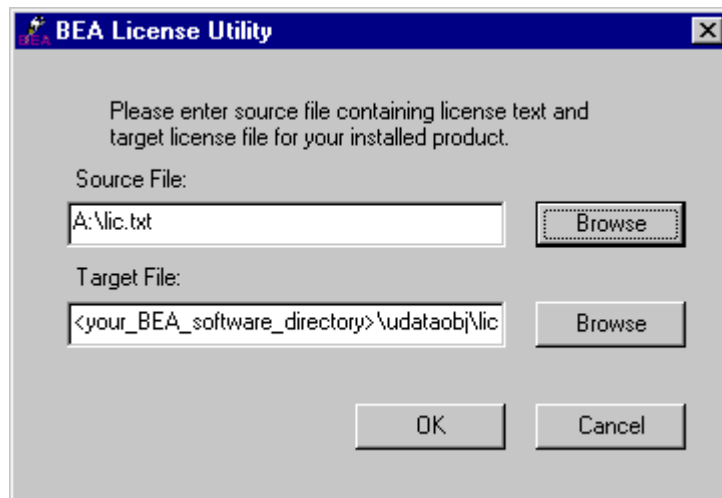 BEA License Utility
Please enter source file containing license text and
target license file for your installed product.
Source File:
A:\lic.txt
Browse
Target File:
<your_BEA_software_directory>\udataobj\lic
Browse
OK
Cancel